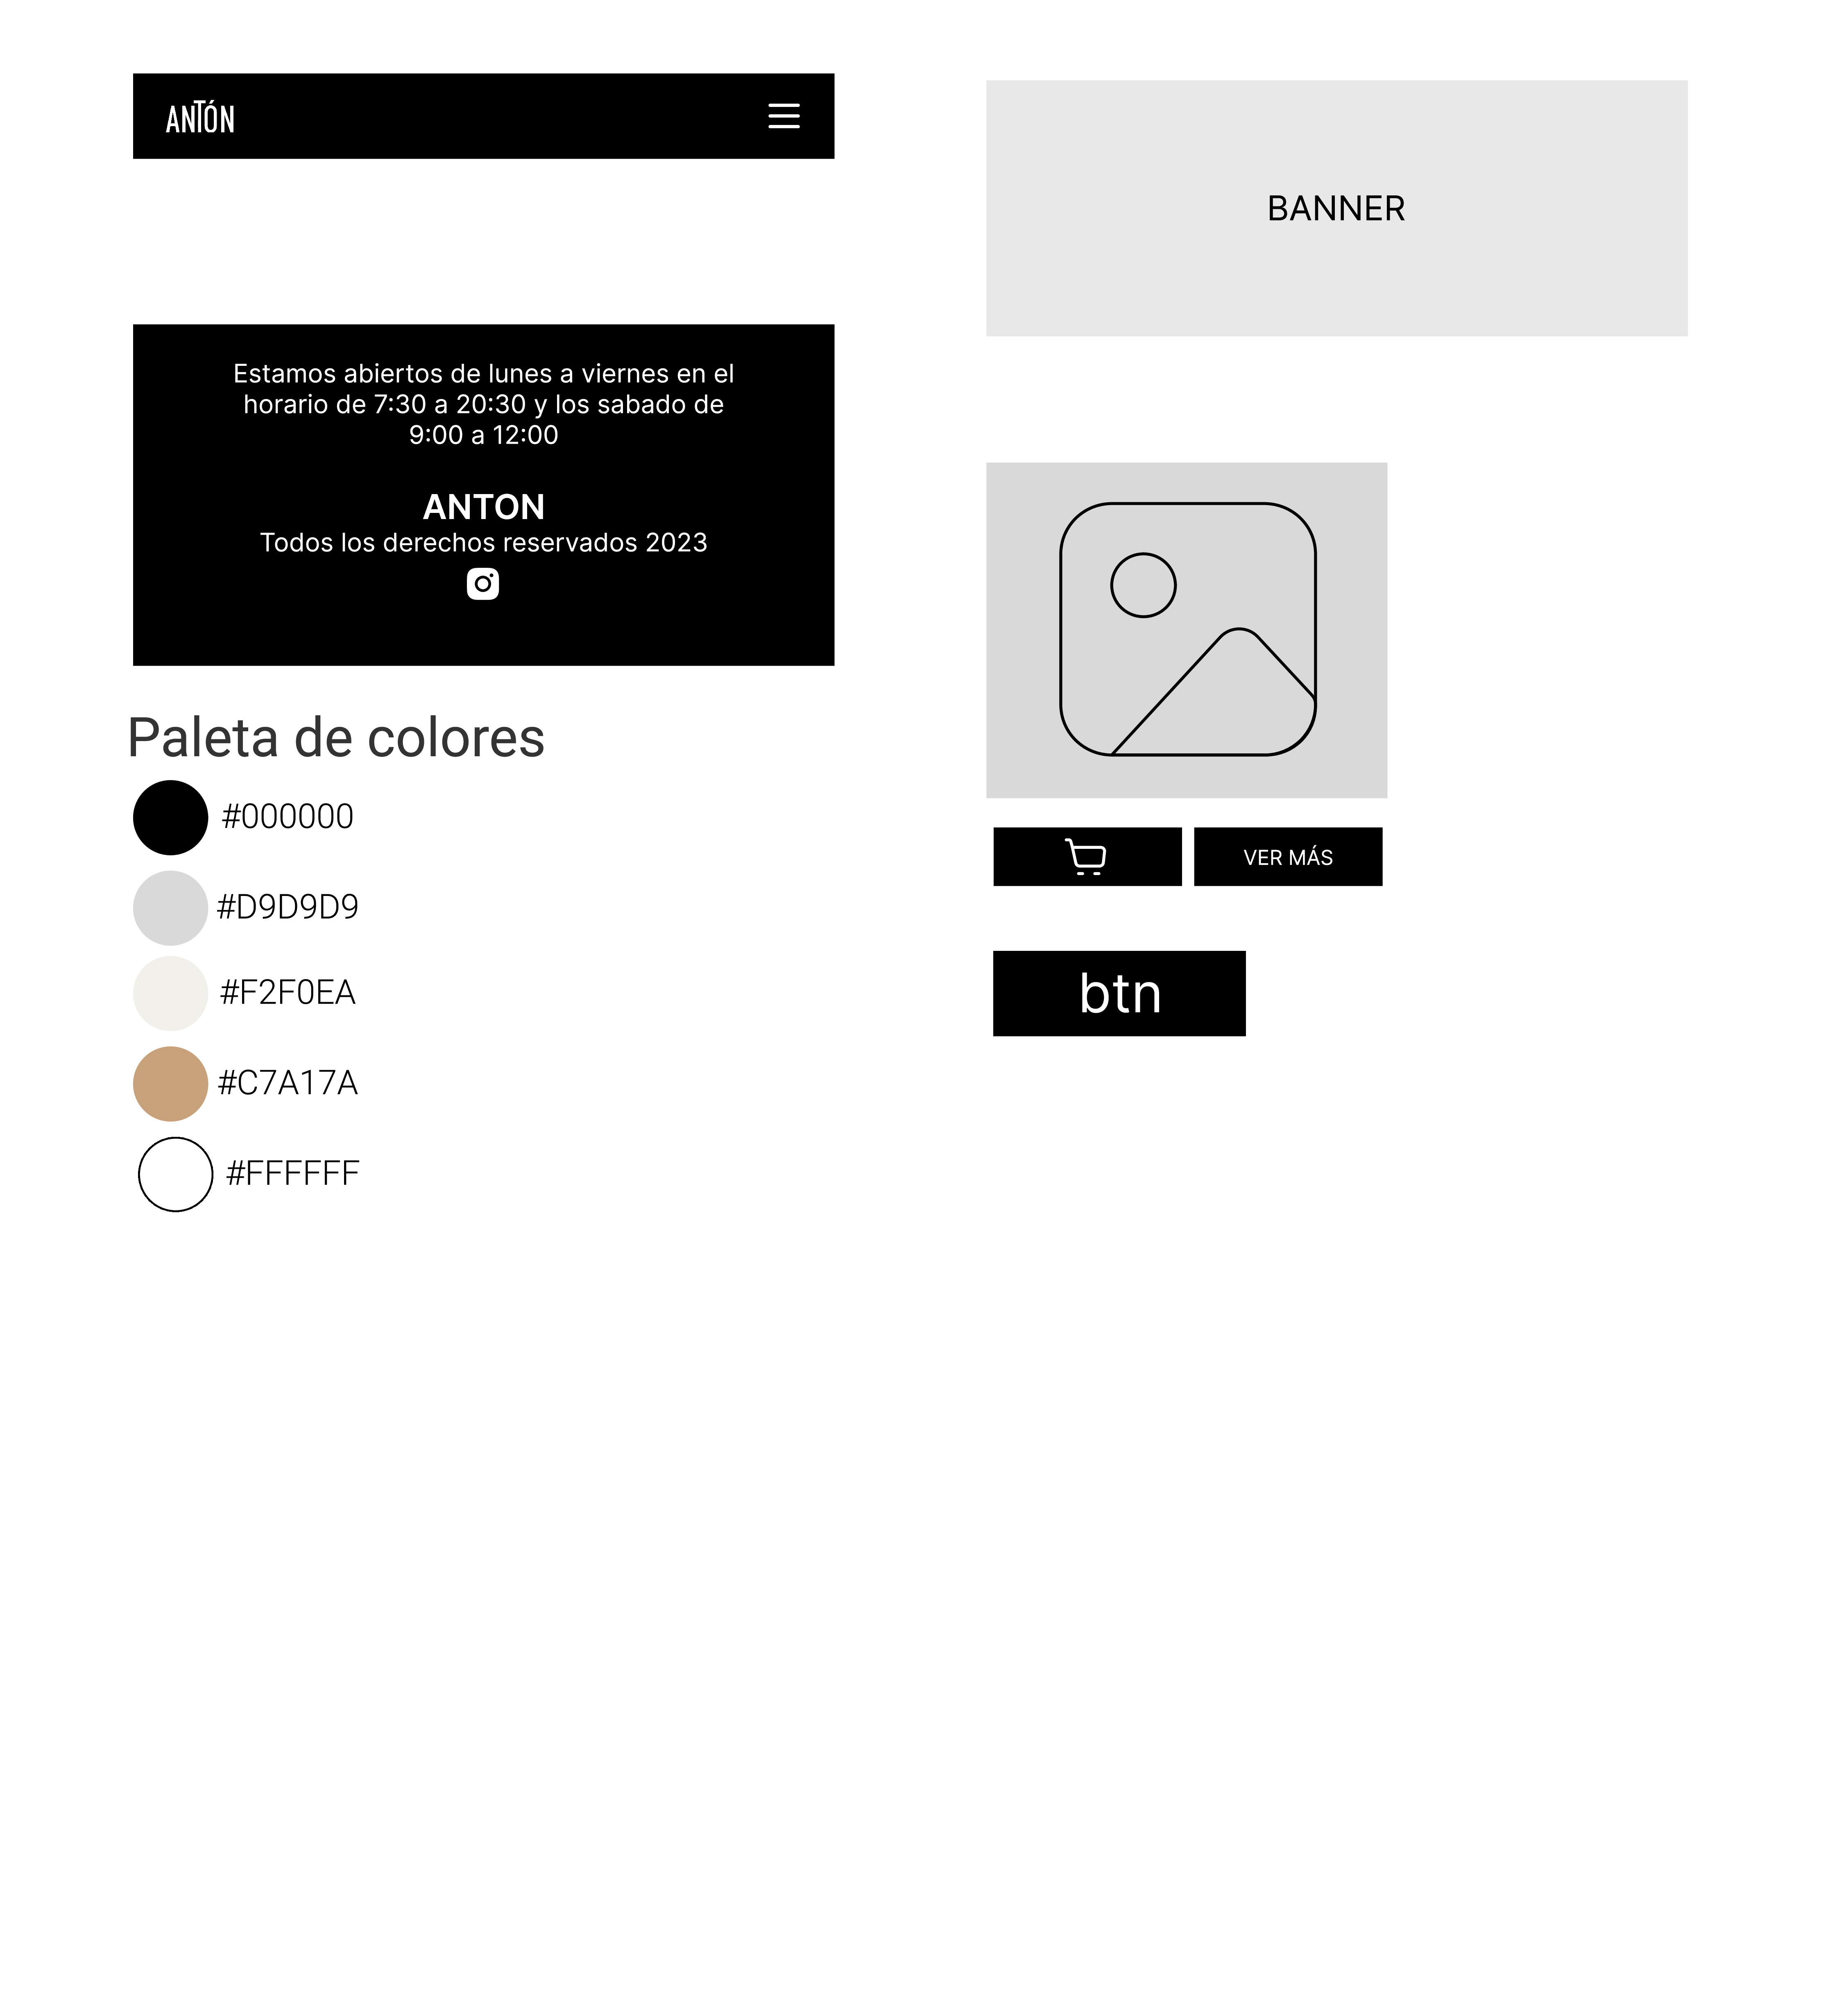 ANTÓN
Estamos abiertos de lunes a viernes en el
horario de 7:30 a 20:30 y los sabado de
9:00 a 12:00
ANTON
Todos los derechos reservados 2023
Paleta de colores
#000000
#D9D9D9
#F2F0EA
#C7A17A
#FFFFFF
BANNER
VER MÁS
btn